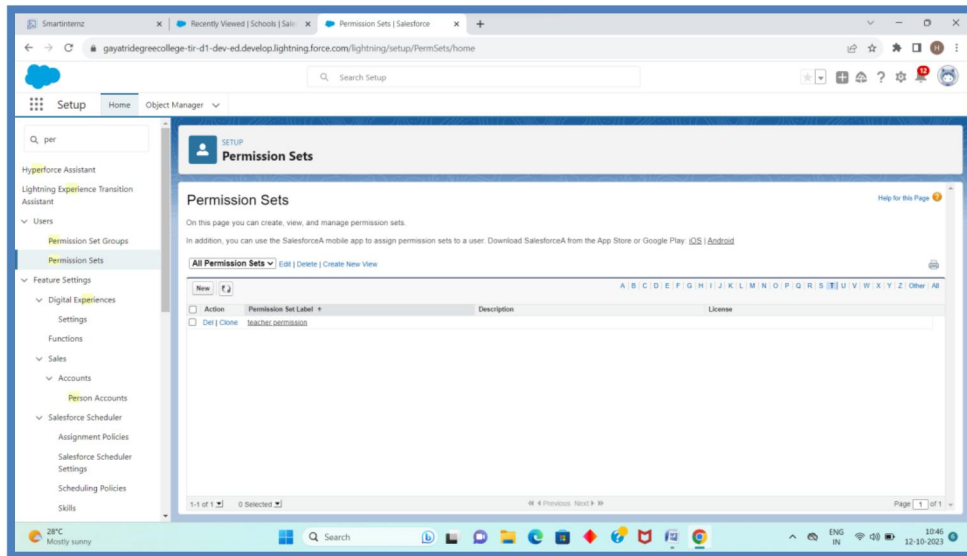 Smartinternz
Recently Viewed | Schools | Sale
Permission Sets | Salesforce
gayatridegreecollege-tir-d1-dev-ed.develop.lightning.force.com/lightning/setup/PermSets/home
H
Search Setup
12
Setup
Home
Object Manager
per
Hyperforce Assistant
Lightning Experience Transition
Assistant
Users
Permission Set Groups
Permission Sets
Feature Settings
Digital Experiences
Settings
Functions
Sales
Accounts
Person Accounts
Salesforce Scheduler
Assignment Policies
Salesforce Scheduler
Settings
Scheduling Policies
Skills
SETUP
Permission Sets
Permission Sets
Help for this Page
On this page you can create, view, and manage permission sets.
In addition, you can use the SalesforceA mobile app to assign permission sets to a user. Download SalesforceA from the App Store or Google Play: iOS | Android
All Permission Sets Edit | Delete | Create New View
New
A | B | C | D | E | F | G | H | I | J | K | L | M | N | O | P | Q | R | S | T | U | V | W | X | Y | Z | Other | All
Action Permission Set Label Description License
Del | Clone teacher permission
1-1 of 1 0 Selected Previous Next Page 1 of 1
28°C
Mostly sunny
Search
ENG
IN
10:46
12-10-2023